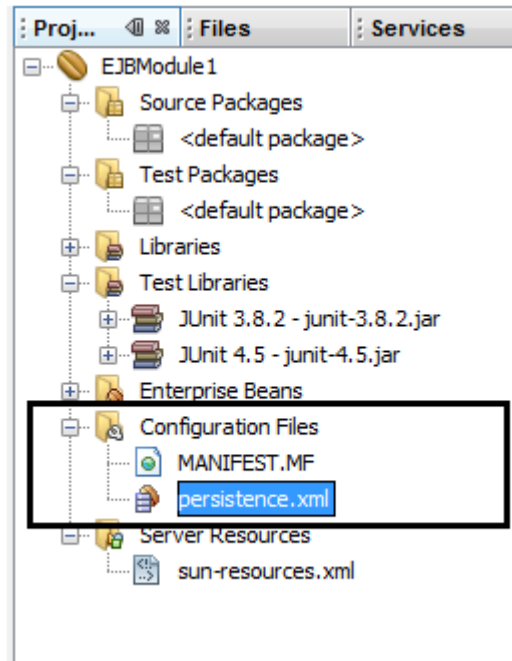 Proj... Files Services
EJBModule1
Source Packages
<default package>
Test Packages
<default package>
Libraries
Test Libraries
JUnit 3.8.2 - junit-3.8.2.jar
JUnit 4.5 - junit-4.5.jar
Enterprise Beans
Configuration Files
MANIFEST.MF
persistence.xml
Server Resources
sun-resources.xml